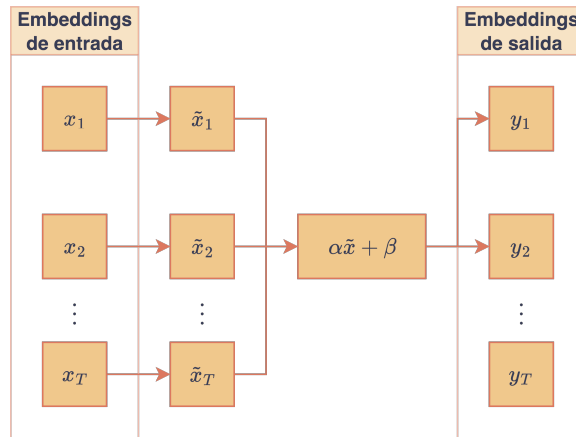 Embeddings
de entrada
Embeddings
de salida
x₁ x̃₁ y₁
x₂ x̃₂ αx̃ + β y₂
⋮ ⋮ ⋮
x_T x̃_T y_T